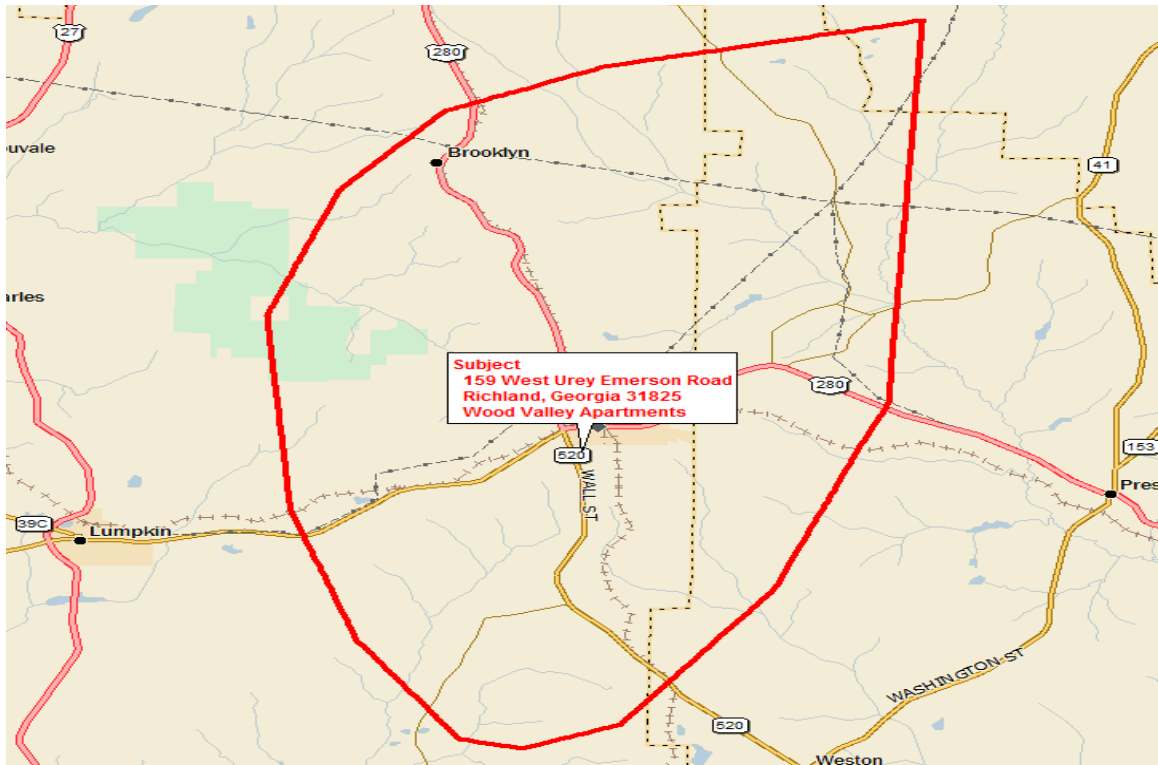 27
280
ouvale
Brooklyn
41
arles
Subject
159 West Urey Emerson Road
Richland, Georgia 31825
Wood Valley Apartments
280
520
WALL ST
153
Pres
39C
Lumpkin
WASHINGTON ST
520
Weston